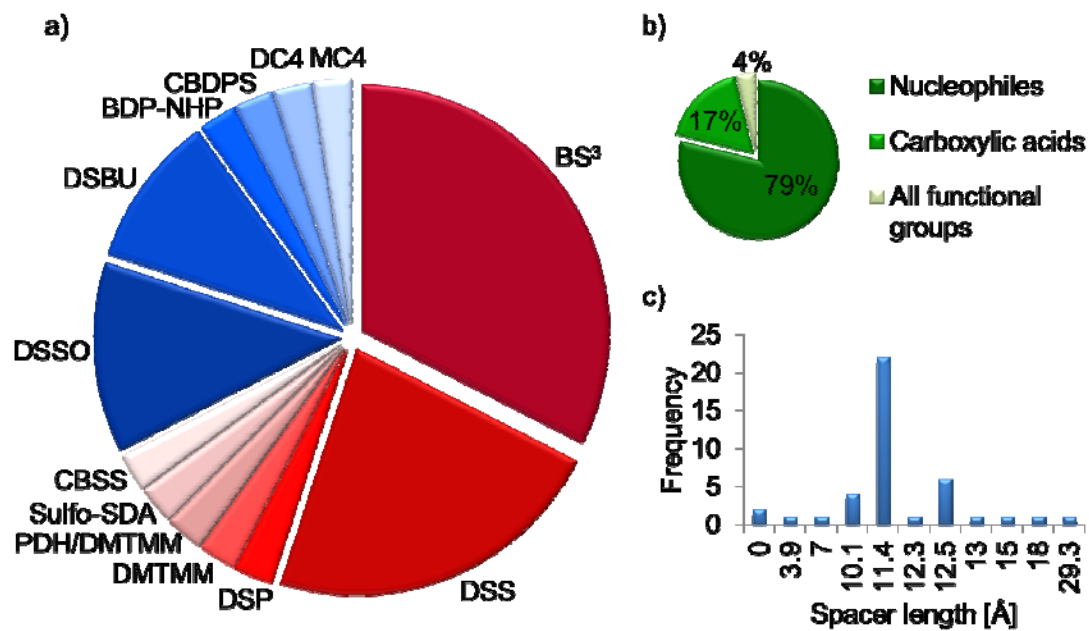 a)
DC4 MC4
CBDPS
BDP-NHP
DSBU
DSSO
CBSS
Sulfo-SDA
PDH/DMTMM
DMTMM
DSP
DSS
BS³
b)
4%
17%
79%
Nucleophiles
Carboxylic acids
All functional
groups
c)
Frequency
25
20
15
10
5
0
0 3.9 7 10.1 11.4 12.3 12.5 13 15 18 29.3
Spacer length [Å]